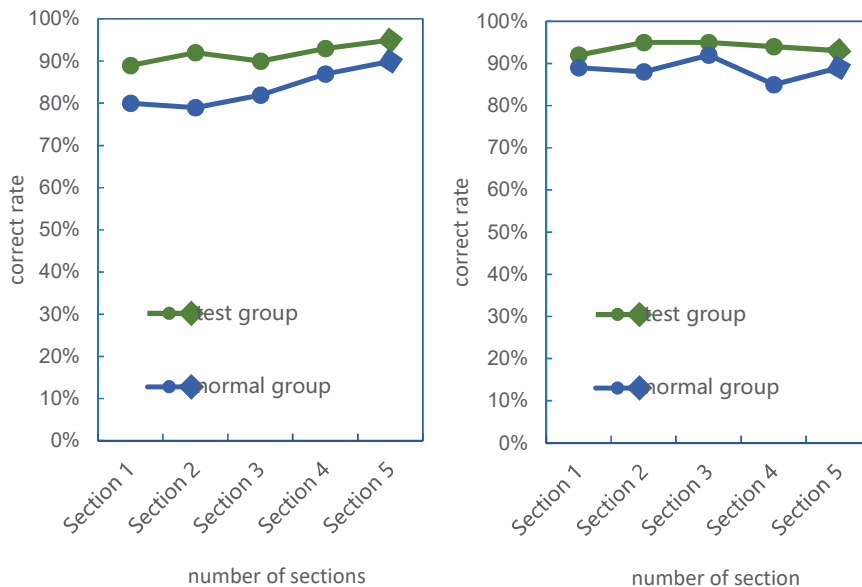 100%
90%
80%
70%
60%
50%
40%
30%
20%
10%
0%
correct rate
test group
normal group
Section 1
Section 2
Section 3
Section 4
Section 5
number of sections
100%
90%
80%
70%
60%
50%
40%
30%
20%
10%
0%
correct rate
test group
normal group
Section 1
Section 2
Section 3
Section 4
Section 5
number of section